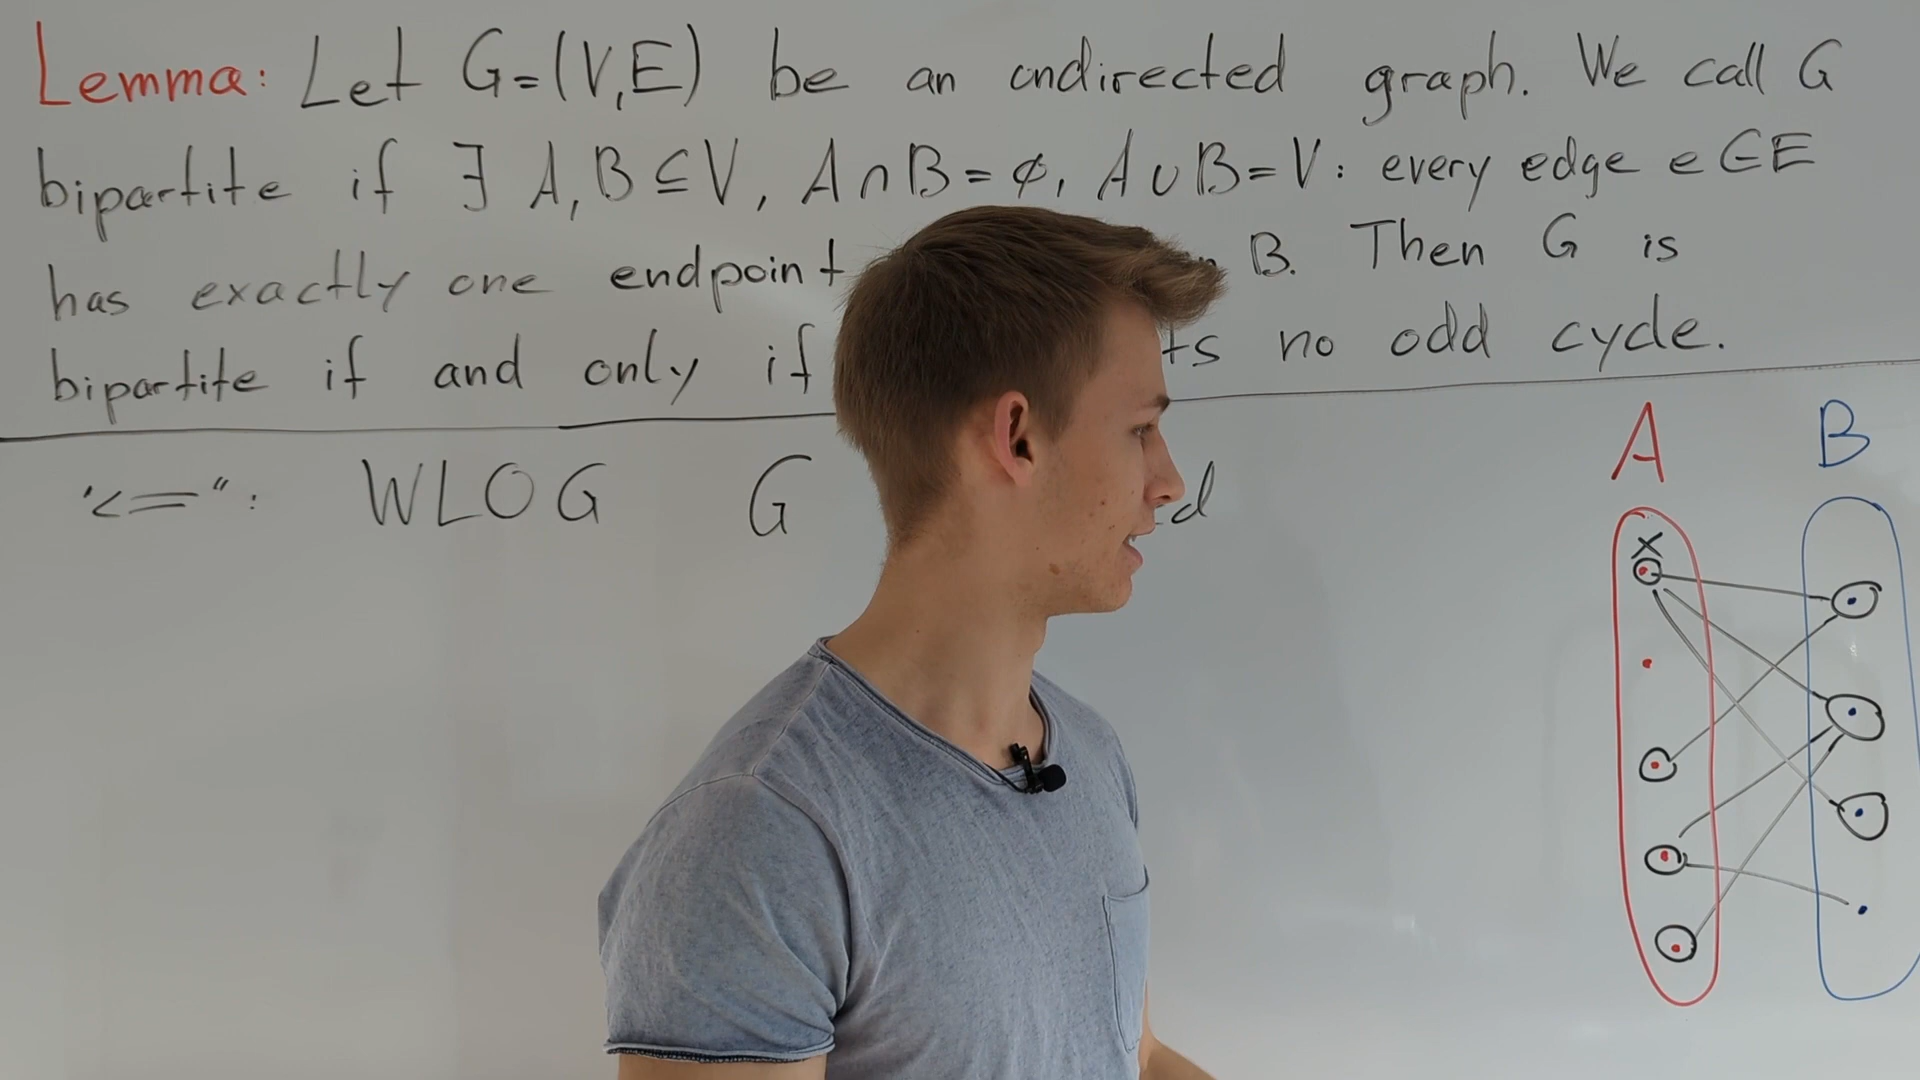 Lemma: Let G=(V,E) be an undirected graph. We call G
bipartite if ∃ A,B⊆V, A∩B=∅, A∪B=V: every edge e∈E
has exactly one endpoint B. Then G is
bipartite if and only if no odd cycle.
"<=": WLOG G
A B
x